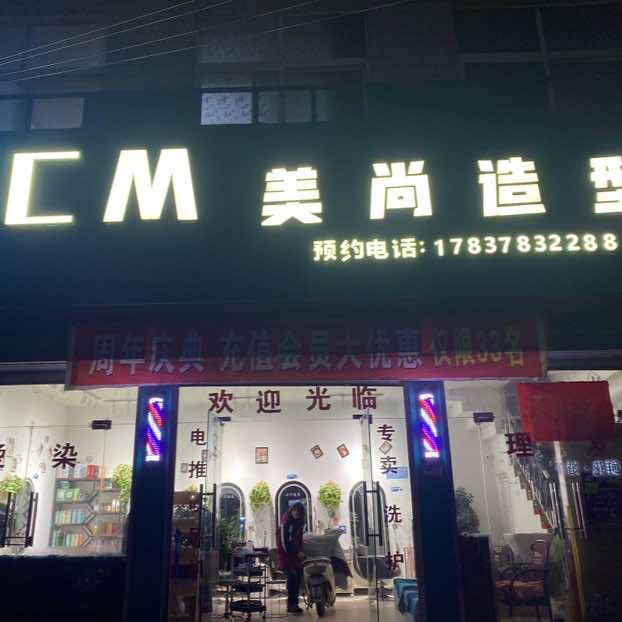 CM 美尚造型
预约电话: 17837832288
周年庆典 充值会员大优惠 仅限33名
欢迎光临
染
电推
专卖洗护
理